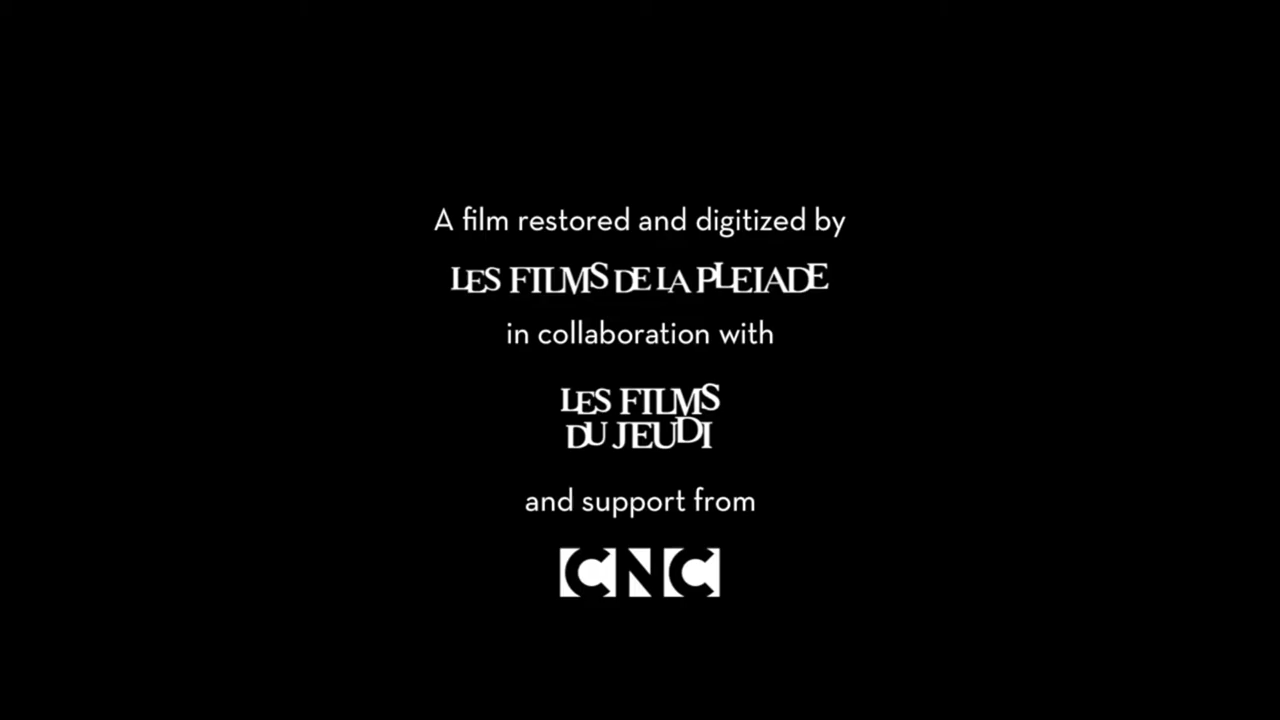 A film restored and digitized by
LES FILMS DE LA PLEIADE
in collaboration with
LES FILMS
DU JEUDI
and support from
CNC